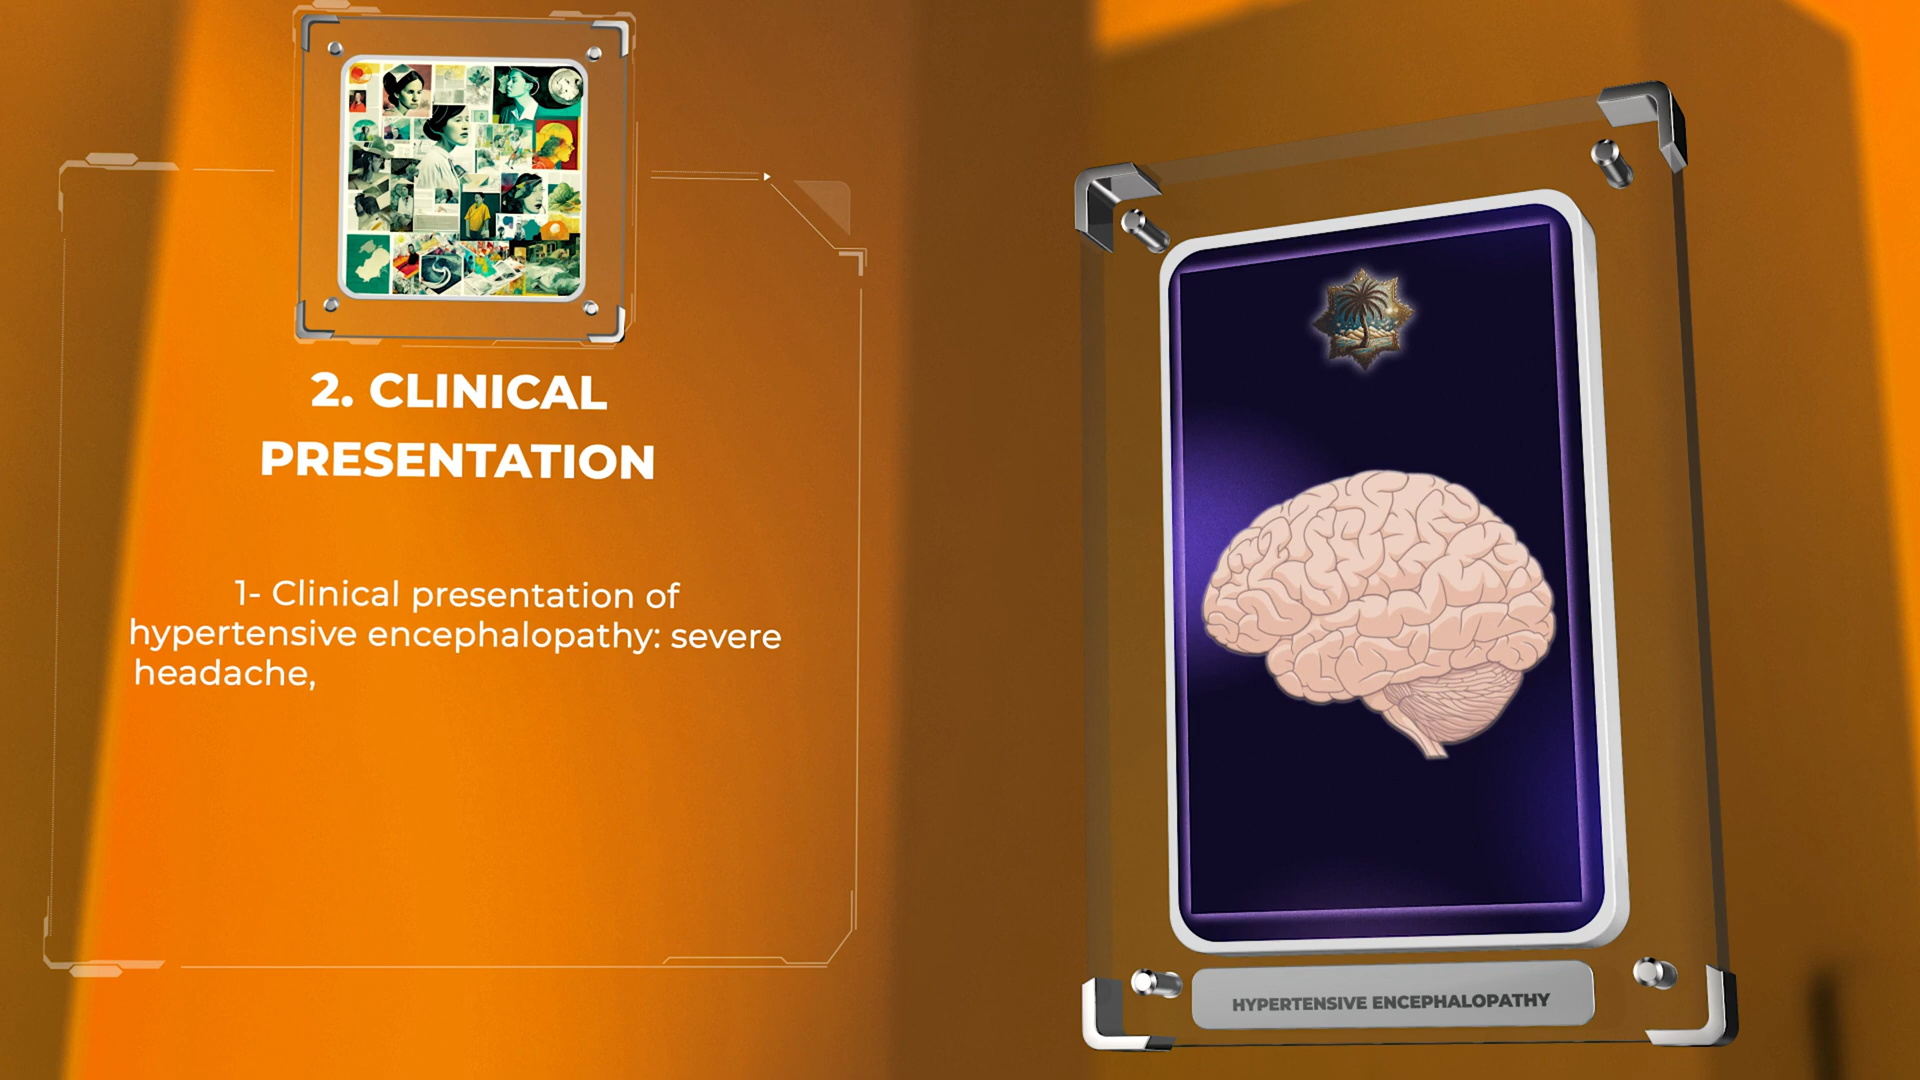 2. CLINICAL
PRESENTATION
1- Clinical presentation of
hypertensive encephalopathy: severe
headache,
HYPERTENSIVE ENCEPHALOPATHY